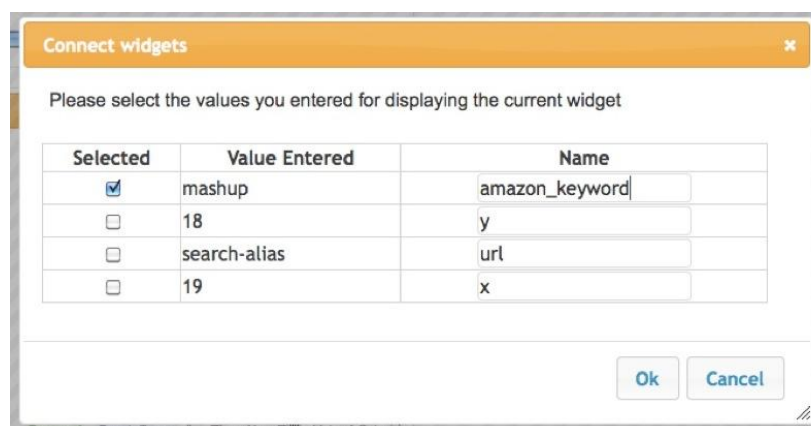 Connect widgets
Please select the values you entered for displaying the current widget
Selected Value Entered Name
mashup amazon_keyword
18 y
search-alias url
19 x
Ok Cancel